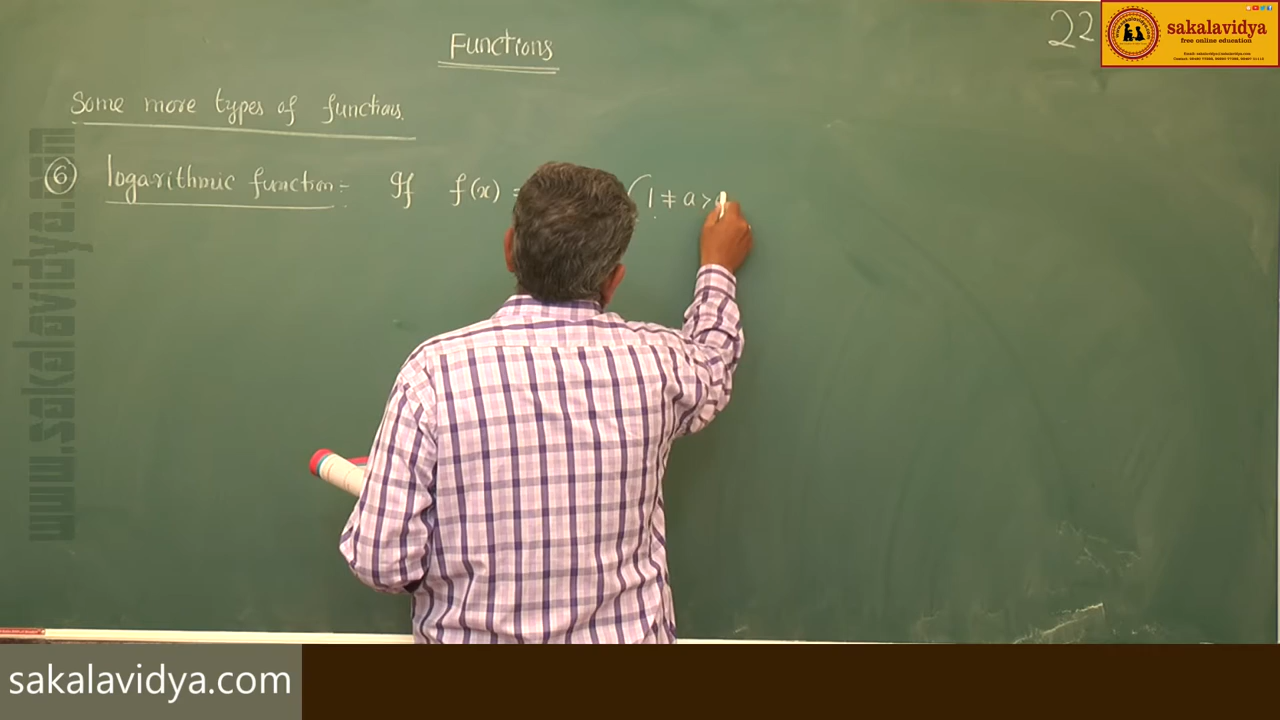 Functions
22
sakalavidya
free online education
Some more types of functions.
⑥ logarithmic function:- If f(x) = (1 ≠ a >
www.sakalavidya.com
sakalavidya.com